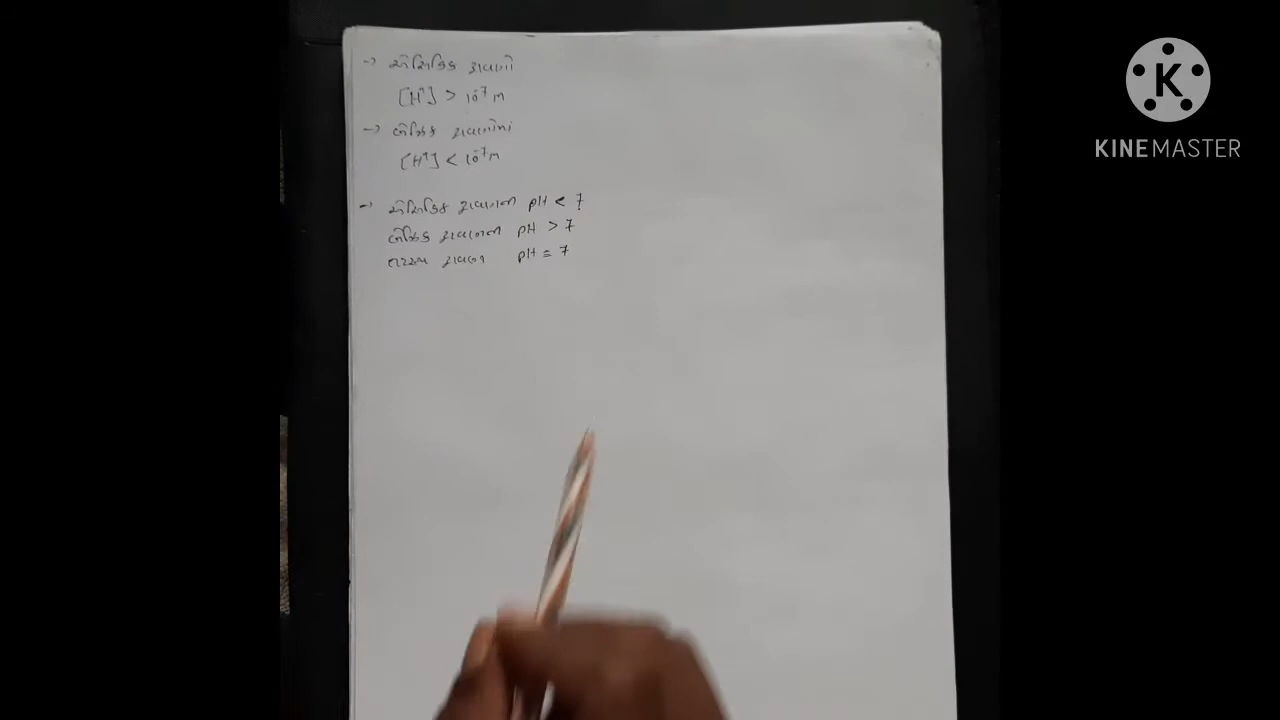 → એસિડિક દ્રાવણો
[H⁺] > 10⁻⁷ M
→ બેઝિક દ્રાવણોમાં
[H⁺] < 10⁻⁷ M
→ એસિડિક દ્રાવણની pH < 7
બેઝિક દ્રાવણની pH > 7
તટસ્થ દ્રાવણ pH = 7
K
KINEMASTER